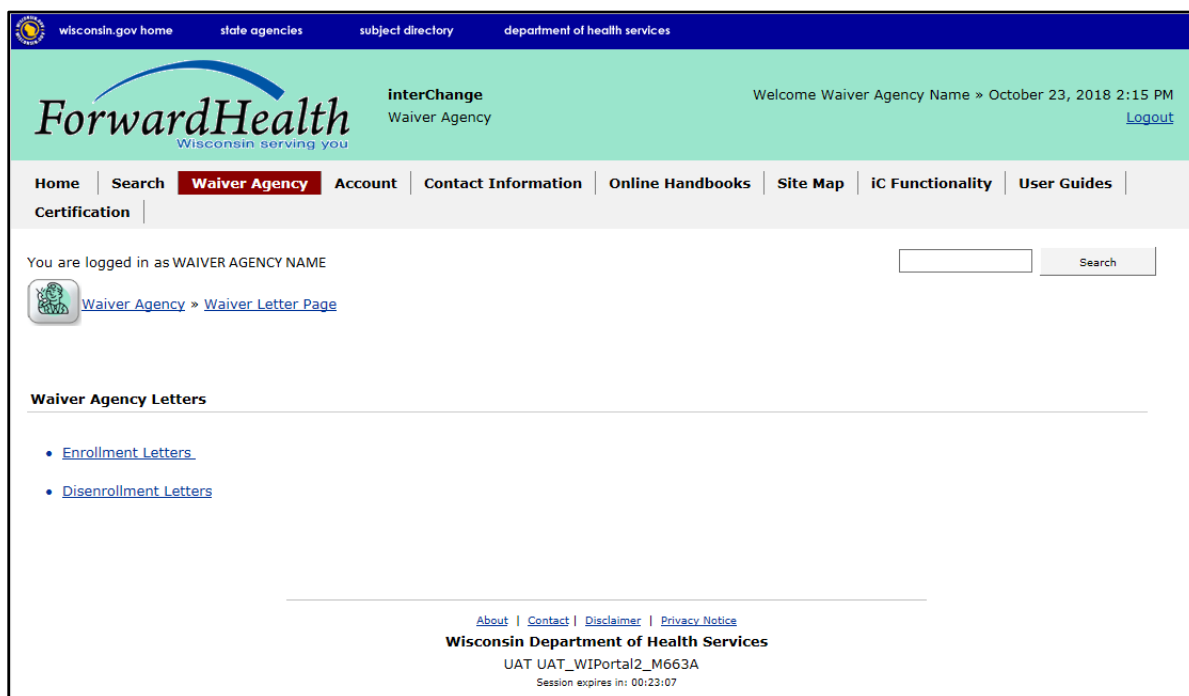 wisconsin.gov home state agencies subject directory department of health services
ForwardHealth
Wisconsin serving you
interChange
Waiver Agency
Welcome Waiver Agency Name » October 23, 2018 2:15 PM
Logout
Home Search Waiver Agency Account Contact Information Online Handbooks Site Map iC Functionality User Guides
Certification
You are logged in as WAIVER AGENCY NAME
Search
Waiver Agency » Waiver Letter Page
Waiver Agency Letters
• Enrollment Letters
• Disenrollment Letters
About | Contact | Disclaimer | Privacy Notice
Wisconsin Department of Health Services
UAT UAT_WIPortal2_M663A
Session expires in: 00:23:07